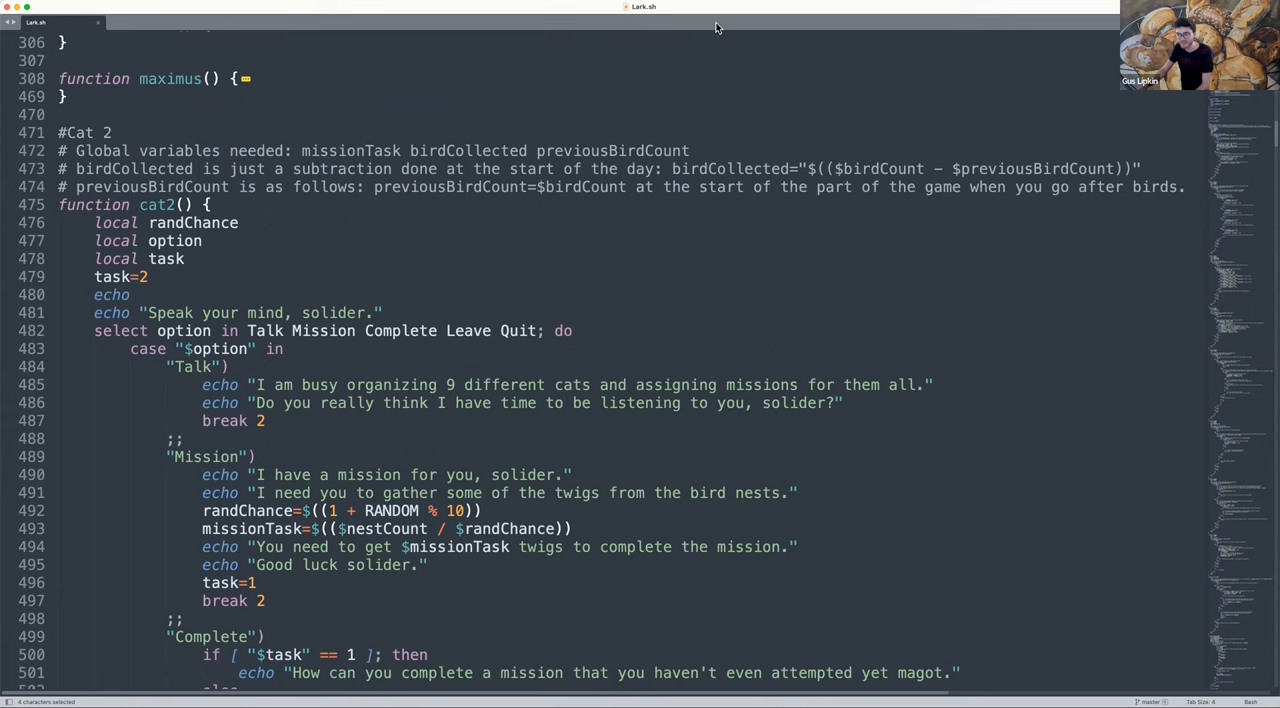 Lark.sh
Lark.sh
Gus Lipkin
306 }
307
308 function maximus() {
469 }
470
471 #Cat 2
472 # Global variables needed: missionTask birdCollected previousBirdCount
473 # birdCollected is just a subtraction done at the start of the day: birdCollected="$(($birdCount - $previousBirdCount))"
474 # previousBirdCount is as follows: previousBirdCount=$birdCount at the start of the part of the game when you go after birds.
475 function cat2() {
476 local randChance
477 local option
478 local task
479 task=2
480 echo
481 echo "Speak your mind, solider."
482 select option in Talk Mission Complete Leave Quit; do
483 case "$option" in
484 "Talk")
485 echo "I am busy organizing 9 different cats and assigning missions for them all."
486 echo "Do you really think I have time to be listening to you, solider?"
487 break 2
488 ;;
489 "Mission")
490 echo "I have a mission for you, solider."
491 echo "I need you to gather some of the twigs from the bird nests."
492 randChance=$((1 + RANDOM % 10))
493 missionTask=$(($nestCount / $randChance))
494 echo "You need to get $missionTask twigs to complete the mission."
495 echo "Good luck solider."
496 task=1
497 break 2
498 ;;
499 "Complete")
500 if [ "$task" == 1 ]; then
501 echo "How can you complete a mission that you haven't even attempted yet magot."
4 characters selected
master
Tab Size: 4
Bash